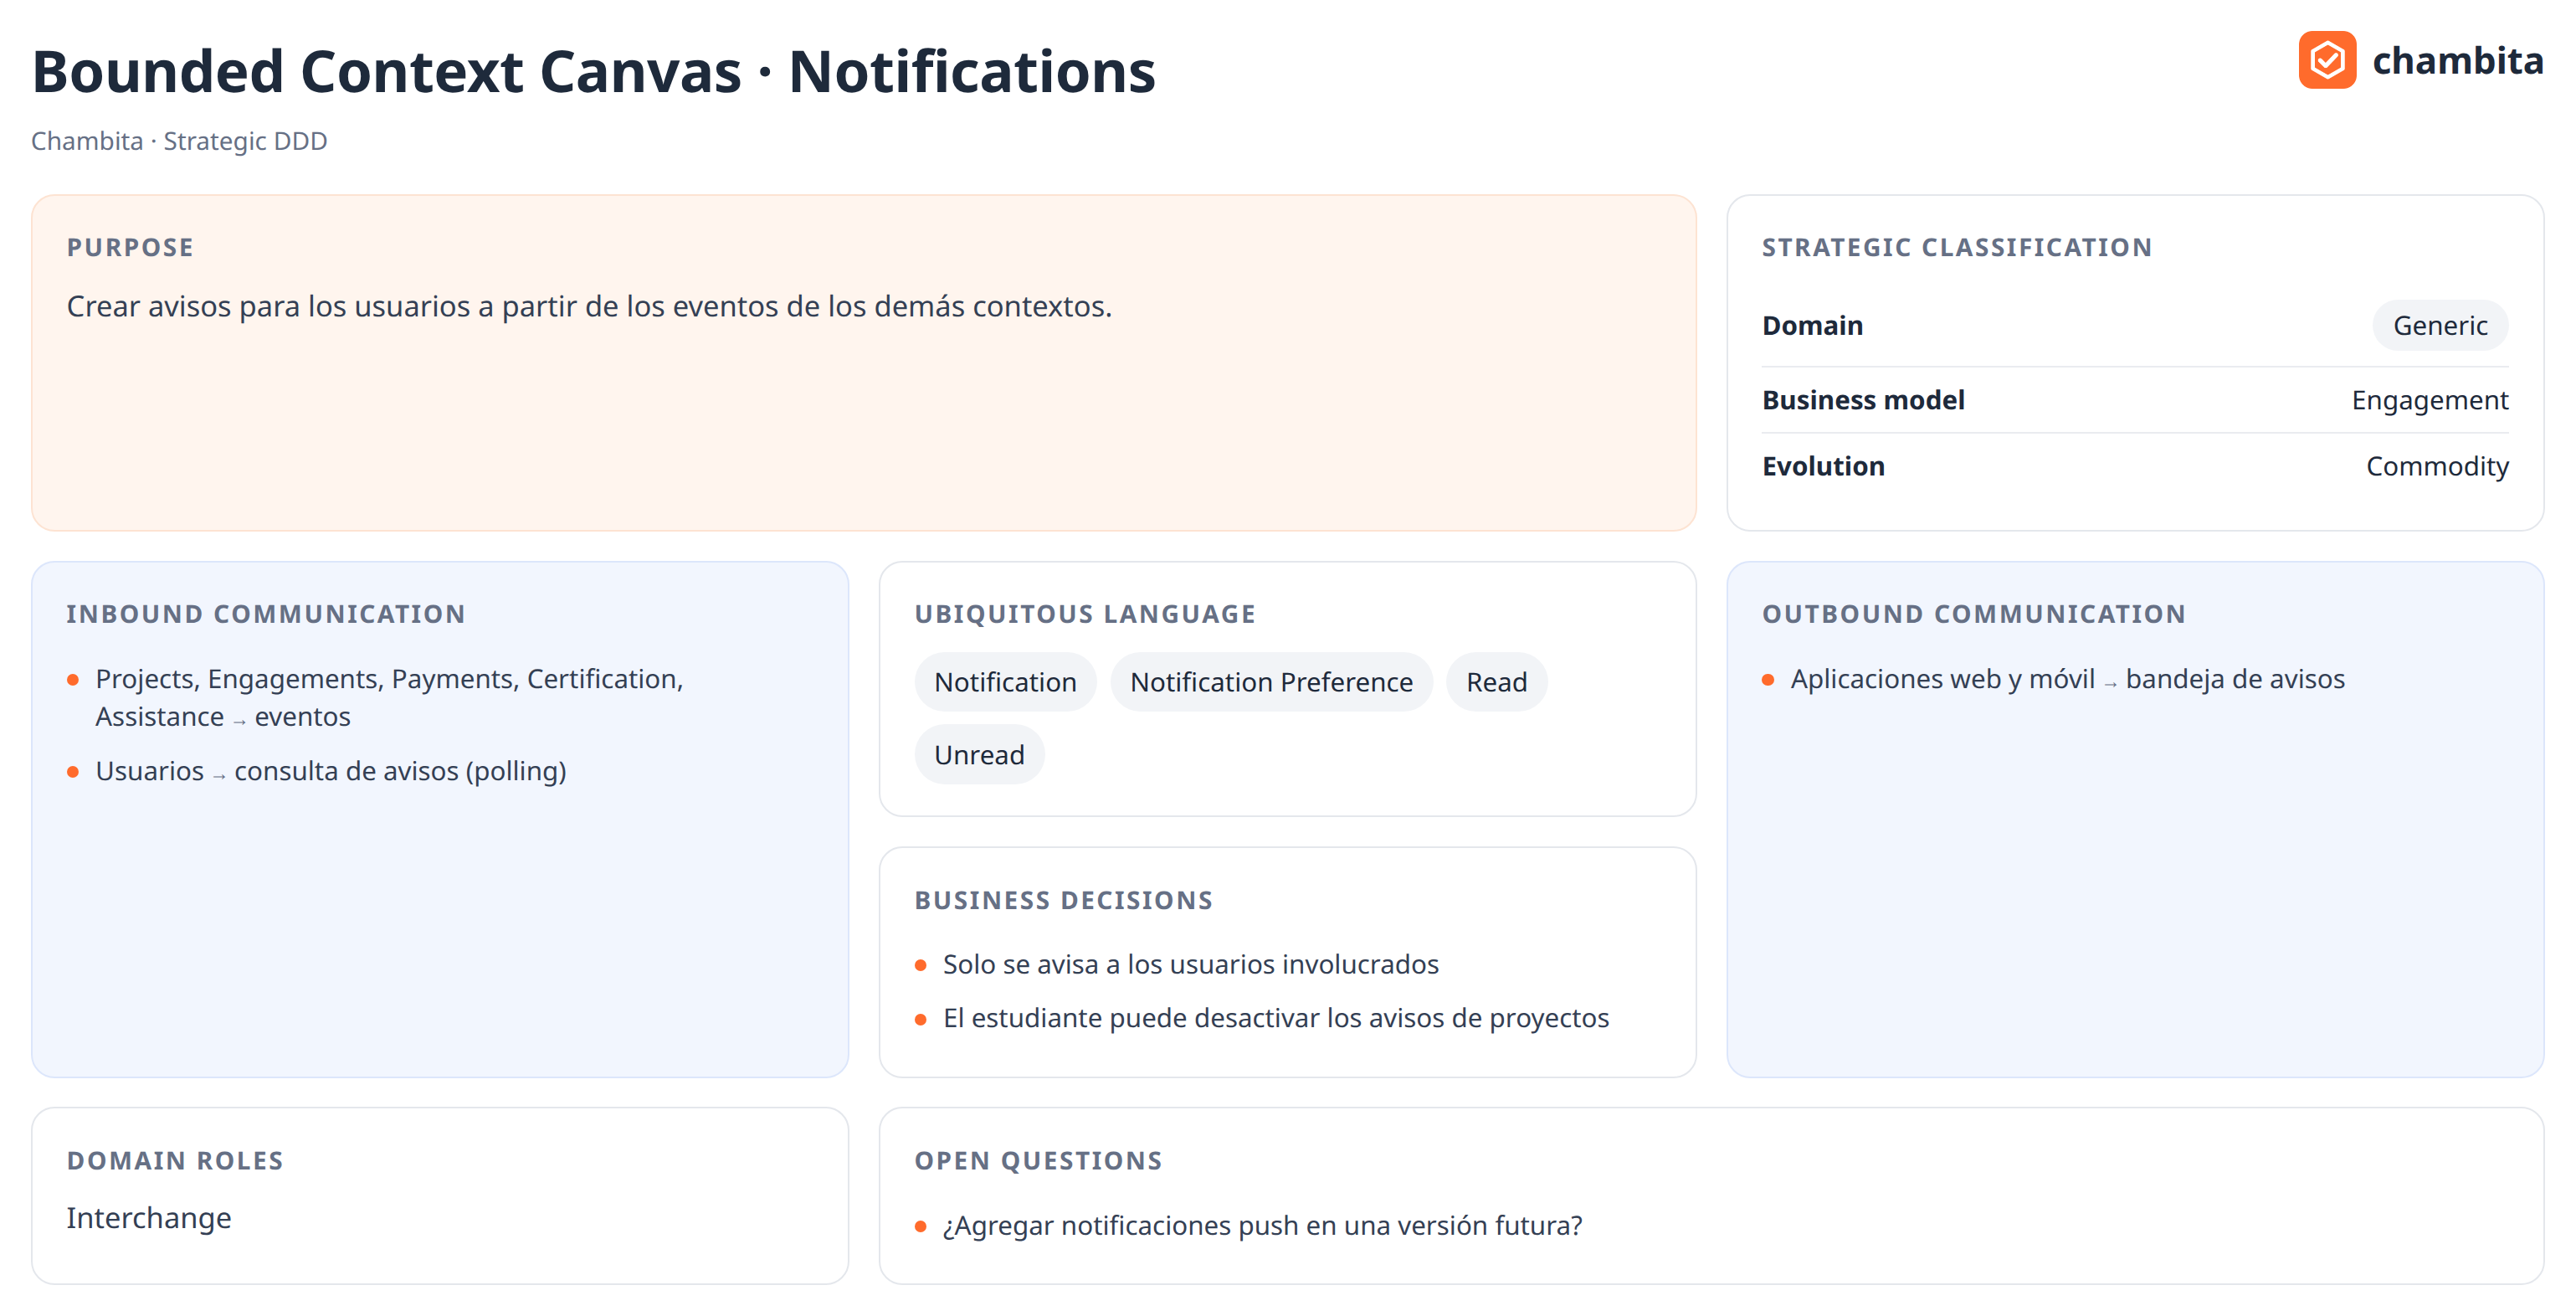 Bounded Context Canvas · Notifications
chambita
Chambita · Strategic DDD
PURPOSE
Crear avisos para los usuarios a partir de los eventos de los demás contextos.
STRATEGIC CLASSIFICATION
Domain Generic
Business model Engagement
Evolution Commodity
INBOUND COMMUNICATION
Projects, Engagements, Payments, Certification,
Assistance → eventos
Usuarios → consulta de avisos (polling)
UBIQUITOUS LANGUAGE
Notification Notification Preference Read
Unread
BUSINESS DECISIONS
Solo se avisa a los usuarios involucrados
El estudiante puede desactivar los avisos de proyectos
OUTBOUND COMMUNICATION
Aplicaciones web y móvil → bandeja de avisos
DOMAIN ROLES
Interchange
OPEN QUESTIONS
¿Agregar notificaciones push en una versión futura?